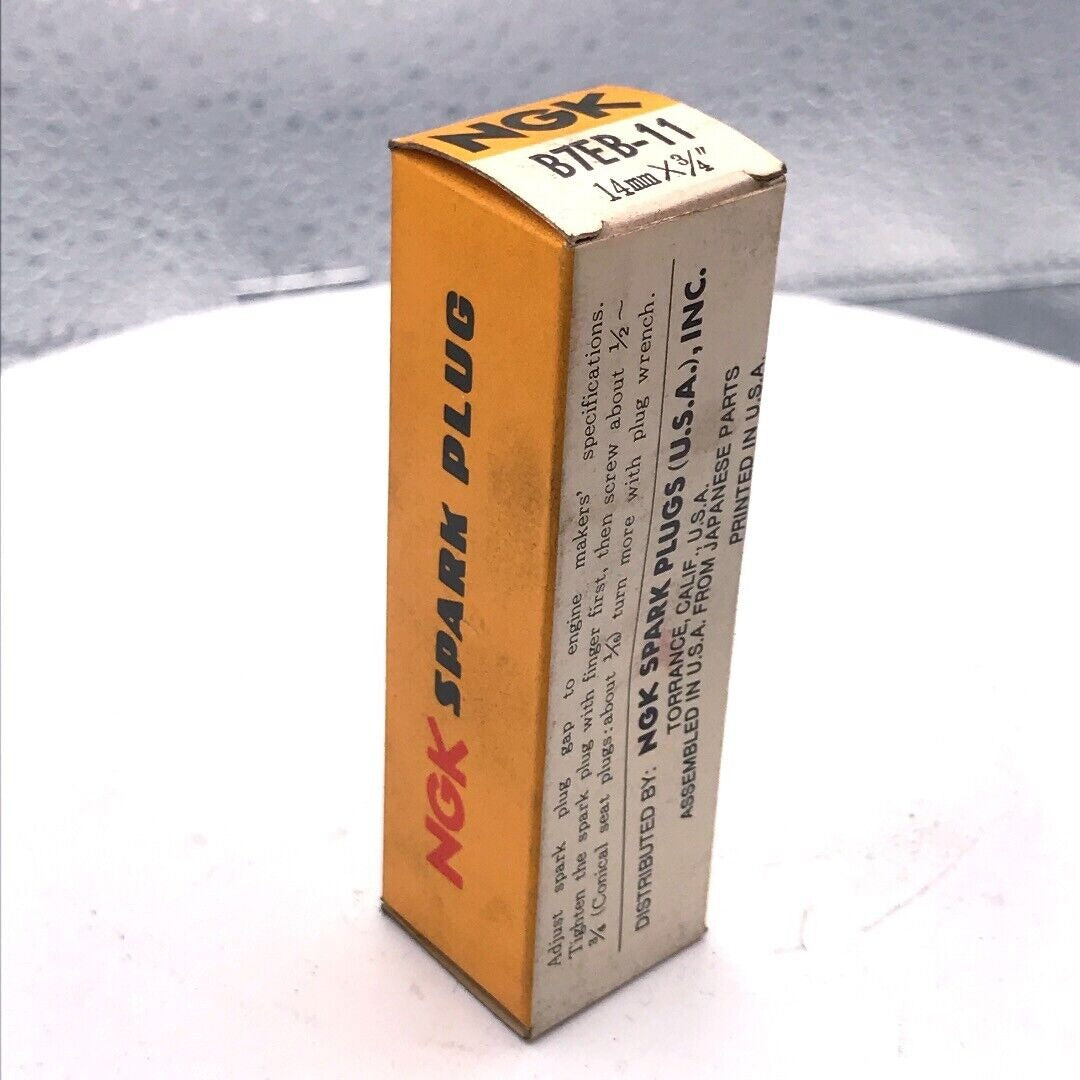 NGK
B7EB-11
14mm X 3/4"
NGK SPARK PLUG
Adjust spark plug gap to engine makers' specifications.
Tighten the spark plug with finger first, then screw about 1/2 ~
3/4 (Conical seat plugs: about 1/16) turn more with plug wrench.
DISTRIBUTED BY: NGK SPARK PLUGS (U.S.A.), INC.
TORRANCE, CALIF., U.S.A.
ASSEMBLED IN U.S.A. FROM JAPANESE PARTS
PRINTED IN U.S.A.